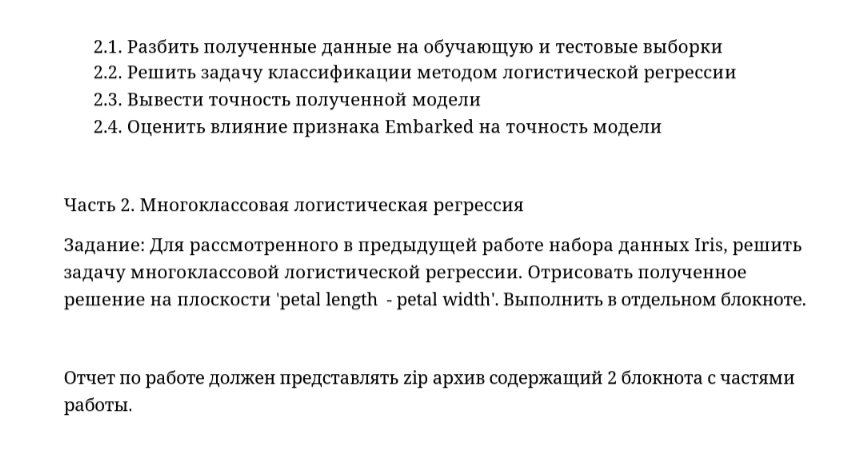 2.1. Разбить полученные данные на обучающую и тестовые выборки
2.2. Решить задачу классификации методом логистической регрессии
2.3. Вывести точность полученной модели
2.4. Оценить влияние признака Embarked на точность модели
Часть 2. Многоклассовая логистическая регрессия
Задание: Для рассмотренного в предыдущей работе набора данных Iris, решить
задачу многоклассовой логистической регрессии. Отрисовать полученное
решение на плоскости 'petal length - petal width'. Выполнить в отдельном блокноте.
Отчет по работе должен представлять zip архив содержащий 2 блокнота с частями
работы.